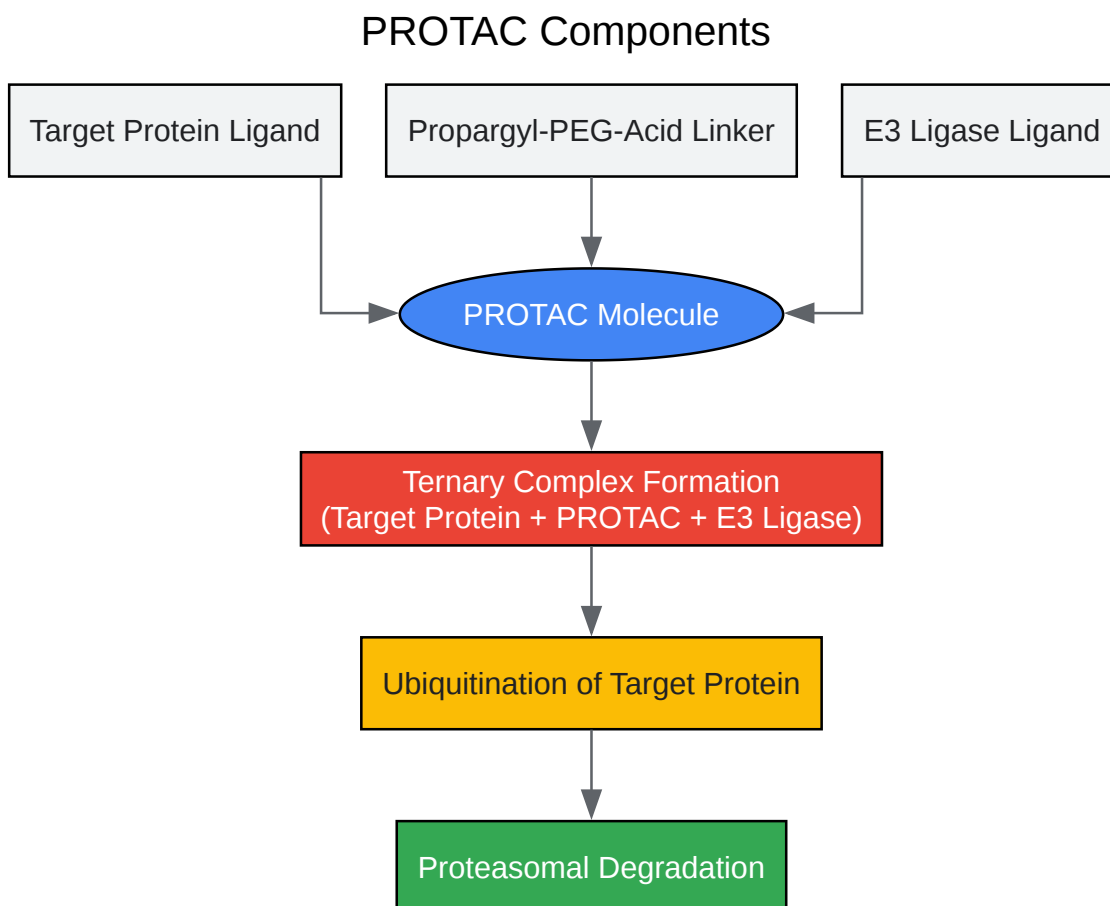 PROTAC Components
Target Protein Ligand
Propargyl-PEG-Acid Linker
E3 Ligase Ligand
PROTAC Molecule
Ternary Complex Formation
(Target Protein + PROTAC + E3 Ligase)
Ubiquitination of Target Protein
Proteasomal Degradation